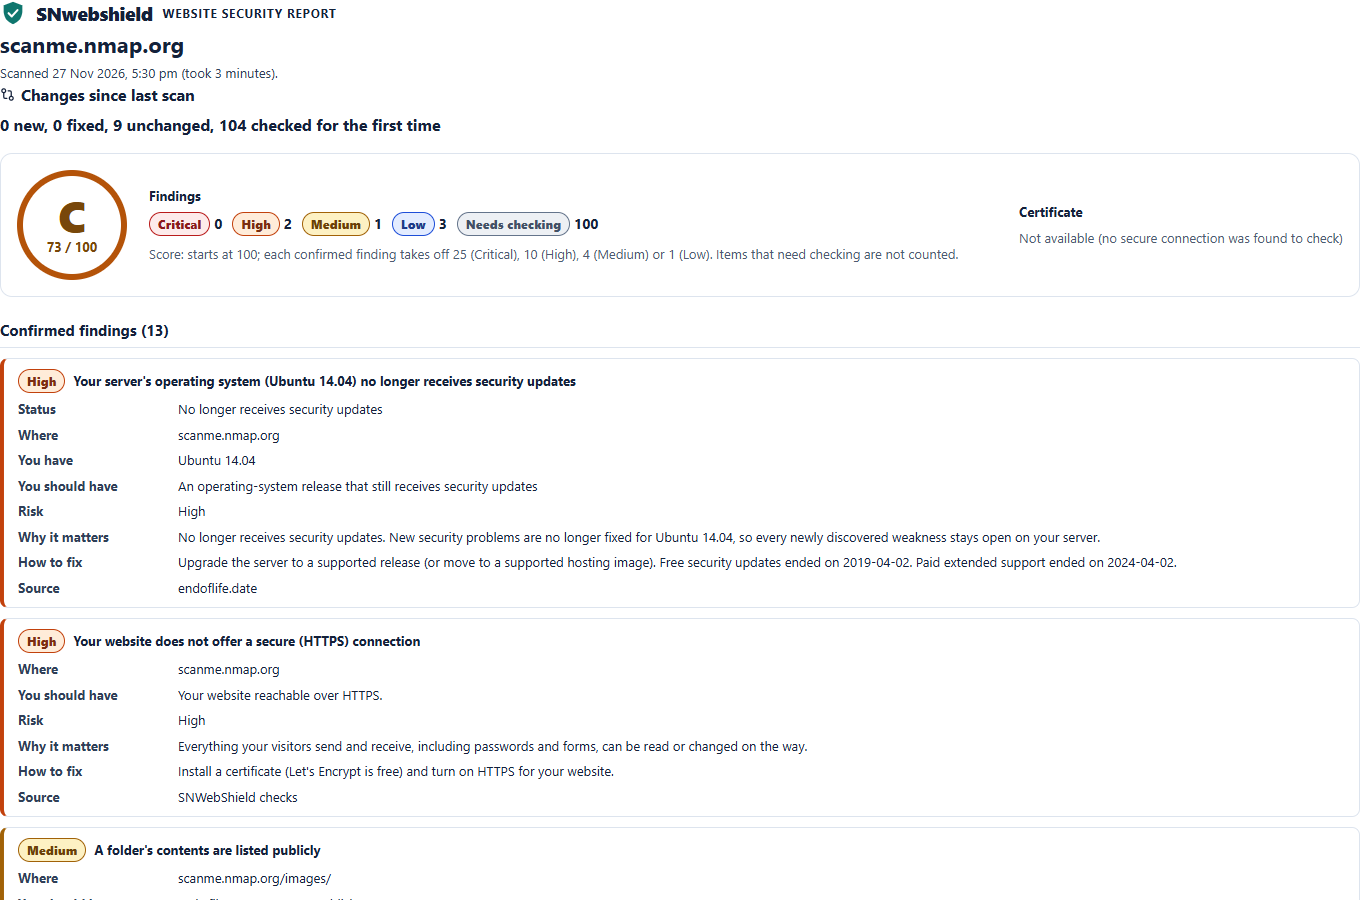 SNwebshield WEBSITE SECURITY REPORT
scanme.nmap.org
Scanned 27 Nov 2026, 5:30 pm (took 3 minutes).
Changes since last scan
0 new, 0 fixed, 9 unchanged, 104 checked for the first time
C
73 / 100
Findings
Critical 0 High 2 Medium 1 Low 3 Needs checking 100
Score: starts at 100; each confirmed finding takes off 25 (Critical), 10 (High), 4 (Medium) or 1 (Low). Items that need checking are not counted.
Certificate
Not available (no secure connection was found to check)
Confirmed findings (13)
High Your server's operating system (Ubuntu 14.04) no longer receives security updates
Status No longer receives security updates
Where scanme.nmap.org
You have Ubuntu 14.04
You should have An operating-system release that still receives security updates
Risk High
Why it matters No longer receives security updates. New security problems are no longer fixed for Ubuntu 14.04, so every newly discovered weakness stays open on your server.
How to fix Upgrade the server to a supported release (or move to a supported hosting image). Free security updates ended on 2019-04-02. Paid extended support ended on 2024-04-02.
Source endoflife.date
High Your website does not offer a secure (HTTPS) connection
Where scanme.nmap.org
You should have Your website reachable over HTTPS.
Risk High
Why it matters Everything your visitors send and receive, including passwords and forms, can be read or changed on the way.
How to fix Install a certificate (Let's Encrypt is free) and turn on HTTPS for your website.
Source SNWebShield checks
Medium A folder's contents are listed publicly
Where scanme.nmap.org/images/